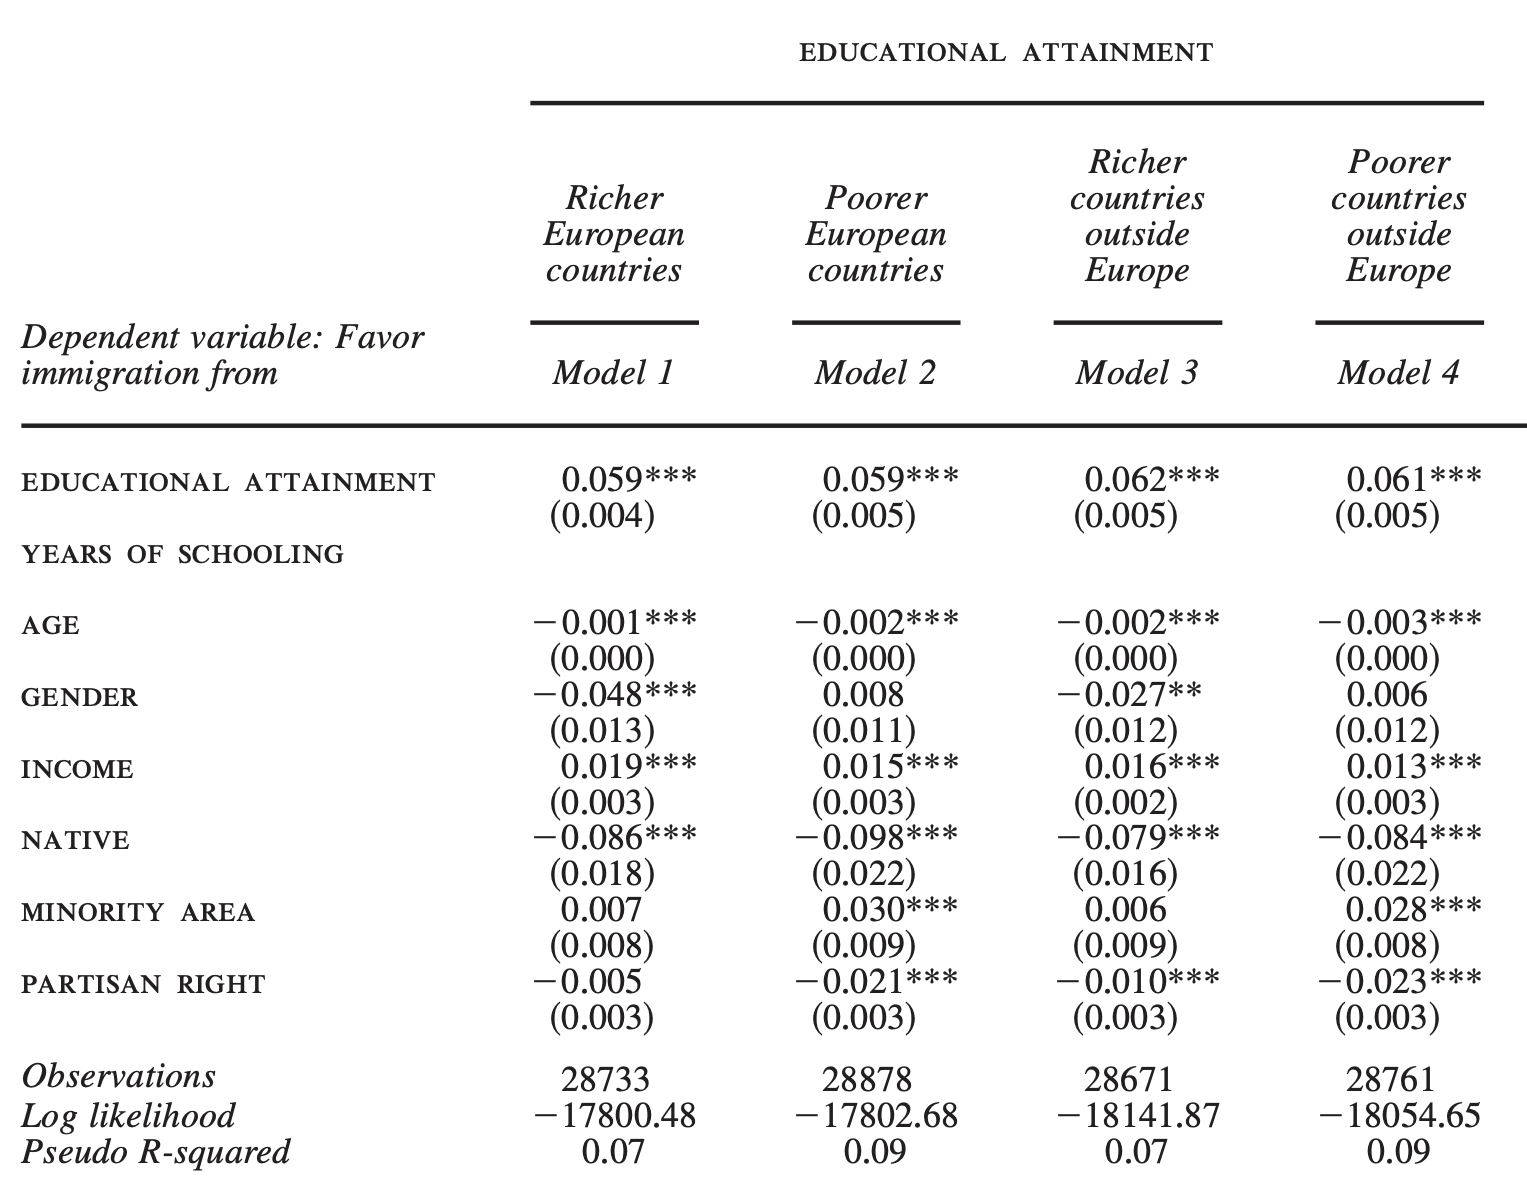 EDUCATIONAL ATTAINMENT
Richer European countries Poorer European countries Richer countries outside Europe Poorer countries outside Europe
Dependent variable: Favor
immigration from Model 1 Model 2 Model 3 Model 4
EDUCATIONAL ATTAINMENT 0.059*** 0.059*** 0.062*** 0.061***
(0.004) (0.005) (0.005) (0.005)
YEARS OF SCHOOLING
AGE −0.001*** −0.002*** −0.002*** −0.003***
(0.000) (0.000) (0.000) (0.000)
GENDER −0.048*** 0.008 −0.027** 0.006
(0.013) (0.011) (0.012) (0.012)
INCOME 0.019*** 0.015*** 0.016*** 0.013***
(0.003) (0.003) (0.002) (0.003)
NATIVE −0.086*** −0.098*** −0.079*** −0.084***
(0.018) (0.022) (0.016) (0.022)
MINORITY AREA 0.007 0.030*** 0.006 0.028***
(0.008) (0.009) (0.009) (0.008)
PARTISAN RIGHT −0.005 −0.021*** −0.010*** −0.023***
(0.003) (0.003) (0.003) (0.003)
Observations 28733 28878 28671 28761
Log likelihood −17800.48 −17802.68 −18141.87 −18054.65
Pseudo R-squared 0.07 0.09 0.07 0.09